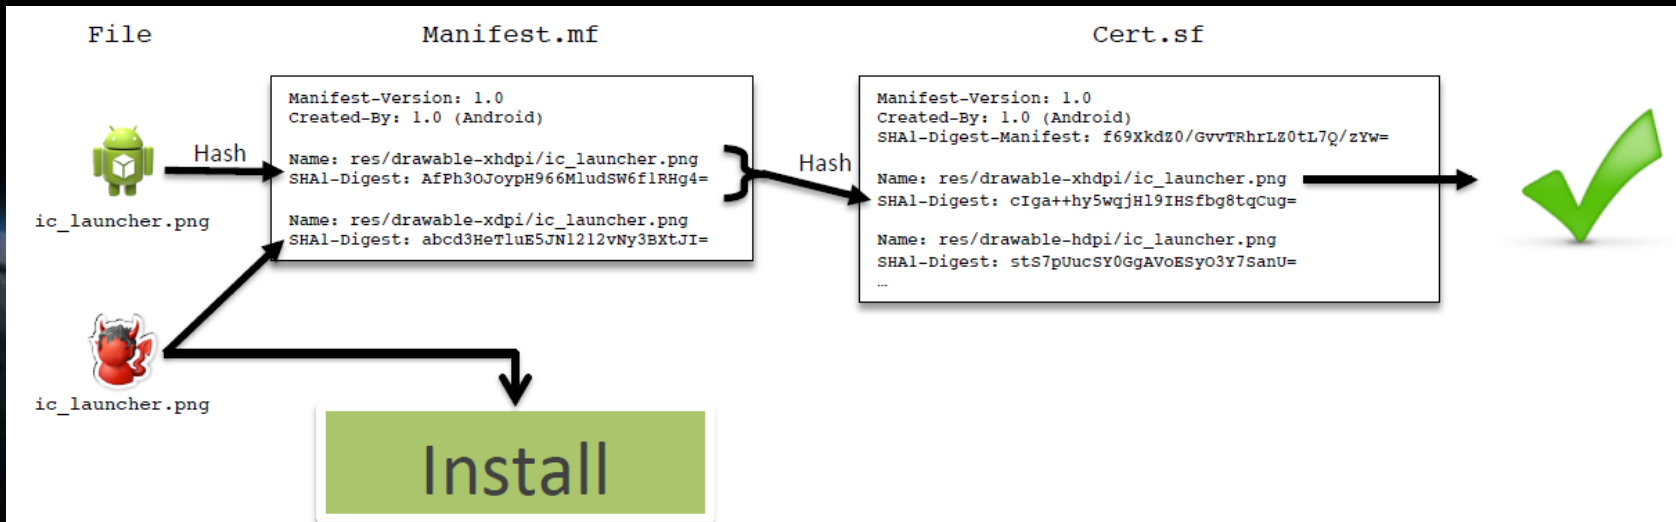 File
Manifest.mf
Cert.sf
Manifest-Version: 1.0
Created-By: 1.0 (Android)
Name: res/drawable-xhdpi/ic_launcher.png
SHA1-Digest: AfPh3OJoypH966MludSW6f1RHg4=
Name: res/drawable-xdpi/ic_launcher.png
SHA1-Digest: abcd3HeTluE5JN1212vNy3BXtJI=
Manifest-Version: 1.0
Created-By: 1.0 (Android)
SHA1-Digest-Manifest: f69XkdZ0/GvvTRhrLZ0tL7Q/zYw=
Name: res/drawable-xhdpi/ic_launcher.png
SHA1-Digest: cIga++hy5wqjHl9IHSfbg8tqCug=
Name: res/drawable-hdpi/ic_launcher.png
SHA1-Digest: stS7pUucSY0GgAVoESyO3Y7SanU=
…
Hash
Hash
ic_launcher.png
ic_launcher.png
Install